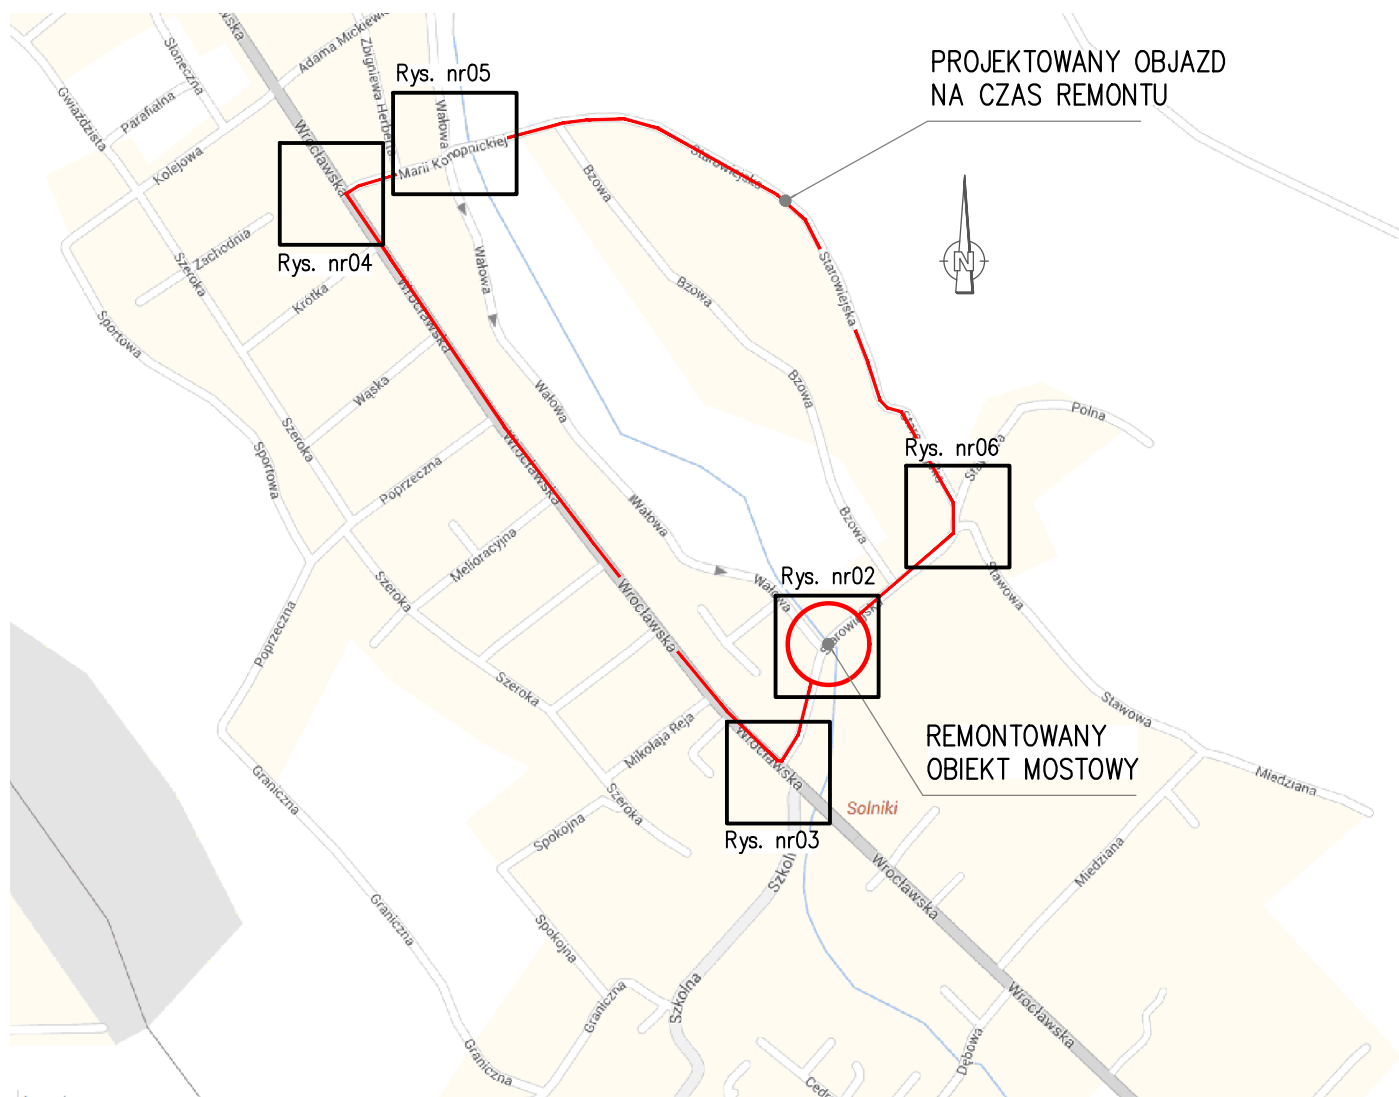 Rys. nr05
PROJEKTOWANY OBJAZD
NA CZAS REMONTU
Słoneczna
Adama Mickiewi
Zbigniewa Herberta
Gwiaździsta
Parafialna
Kolejowa
Wrocławska
Wałowa
Marii Konopnickiej
Starowiejska
Bzowa
N
Rys. nr04
Zachodnia
Szeroka
Krótka
Wałowa
Wrocławska
Sportowa
Bzowa
Starowiejska
Wąska
Wałowa
Bzowa
Polna
Szeroka
Sportowa
Poprzeczna
Wrocławska
Rys. nr06
Wałowa
Bzowa
Melioracyjna
Szeroka
Poprzeczna
Wrocławska
Rys. nr02
Wałowa
Starowiejska
Stawowa
Szeroka
Mikołaja Reja
Stawowa
REMONTOWANY
OBIEKT MOSTOWY
Wrocławska
Miedziana
Graniczna
Szeroka
Solniki
Rys. nr03
Spokojna
Szkoln
Wrocławska
Miedziana
Graniczna
Spokojna
Szkolna
Graniczna
Wrocławska
Dębowa
Graniczna